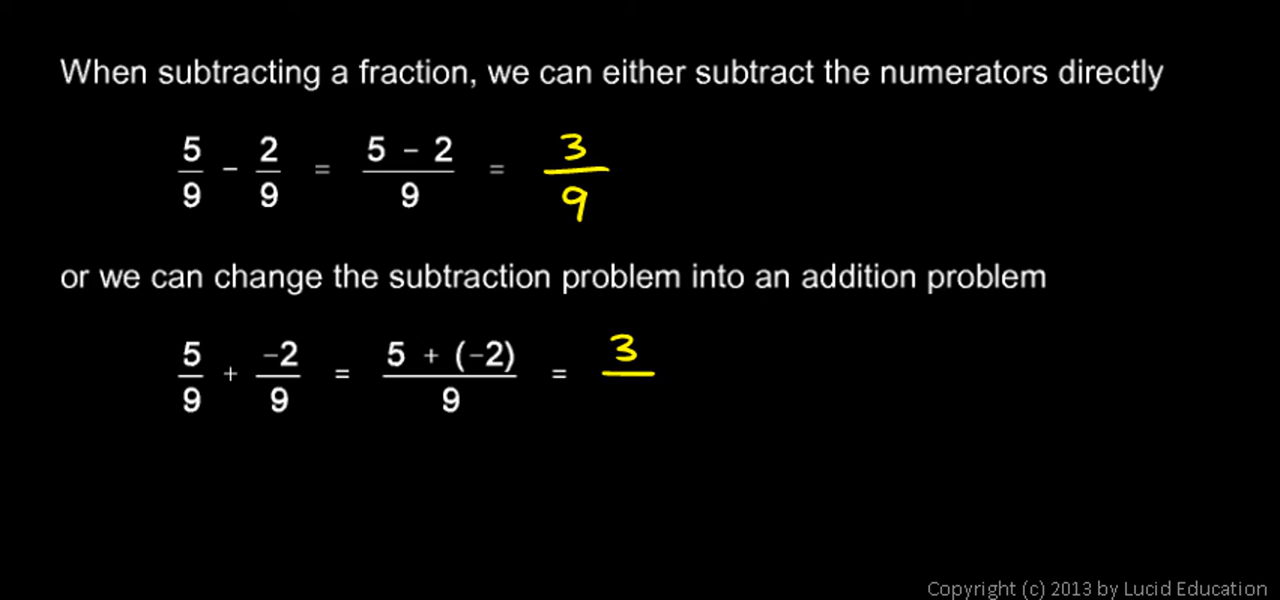 When subtracting a fraction, we can either subtract the numerators directly
5/9 − 2/9 = (5 − 2)/9 = 3/9
or we can change the subtraction problem into an addition problem
5/9 + −2/9 = (5 + (−2))/9 = 3/
Copyright (c) 2013 by Lucid Education